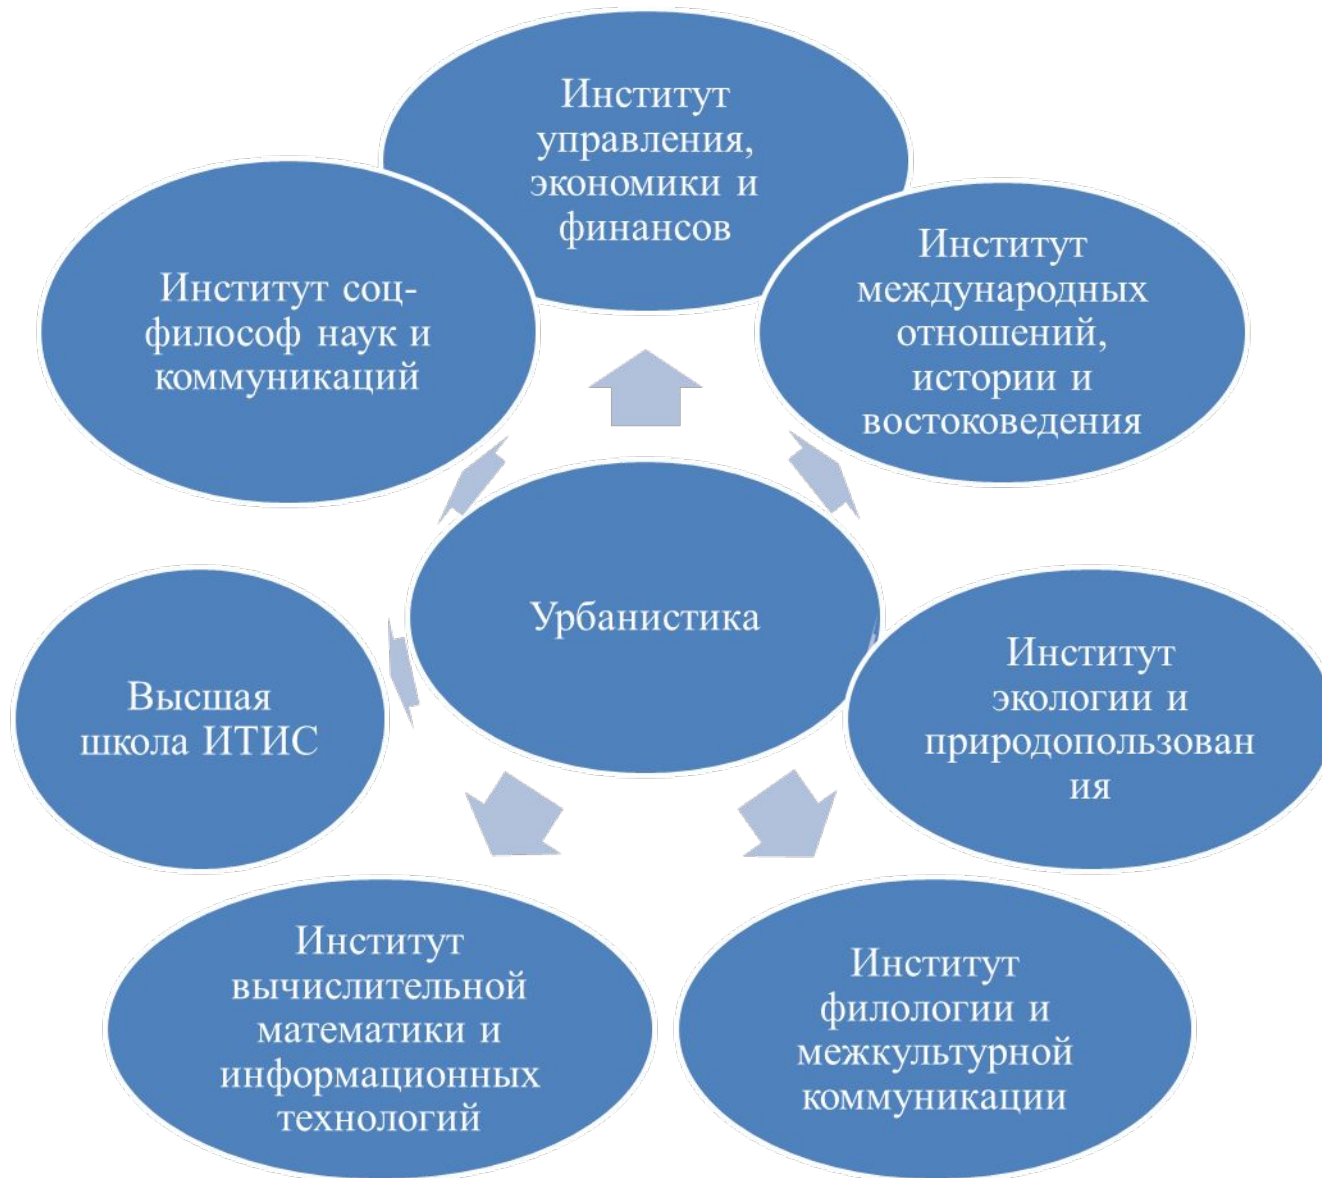 Институт
управления,
экономики и
финансов
Институт
международных
отношений,
истории и
востоковедения
Институт соц-
философ наук и
коммуникаций
Урбанистика
Институт
экологии и
природопользован
ия
Высшая
школа ИТИС
Институт
филологии и
межкультурной
коммуникации
Институт
вычислительной
математики и
информационных
технологий